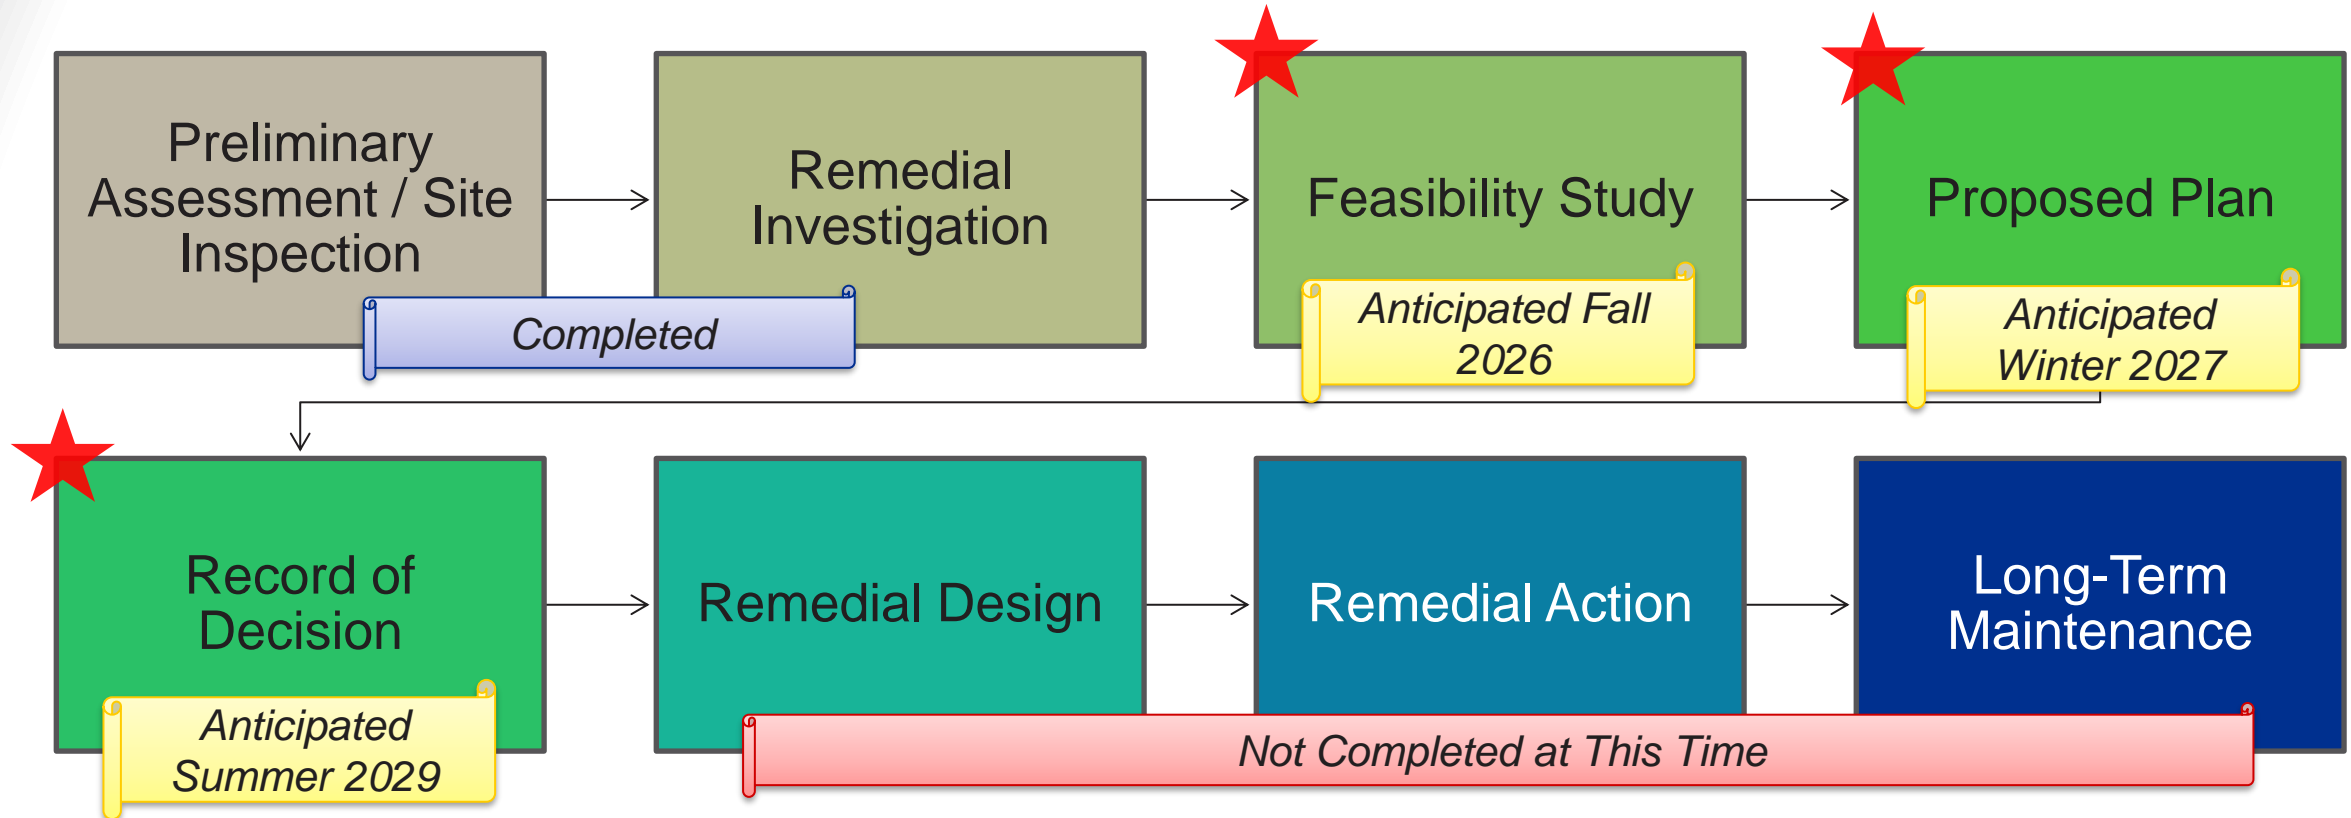 Preliminary
Assessment / Site
Inspection
Remedial
Investigation
Completed
Feasibility Study
Anticipated Fall
2026
Proposed Plan
Anticipated
Winter 2027
Record of
Decision
Anticipated
Summer 2029
Remedial Design
Remedial Action
Long-Term
Maintenance
Not Completed at This Time